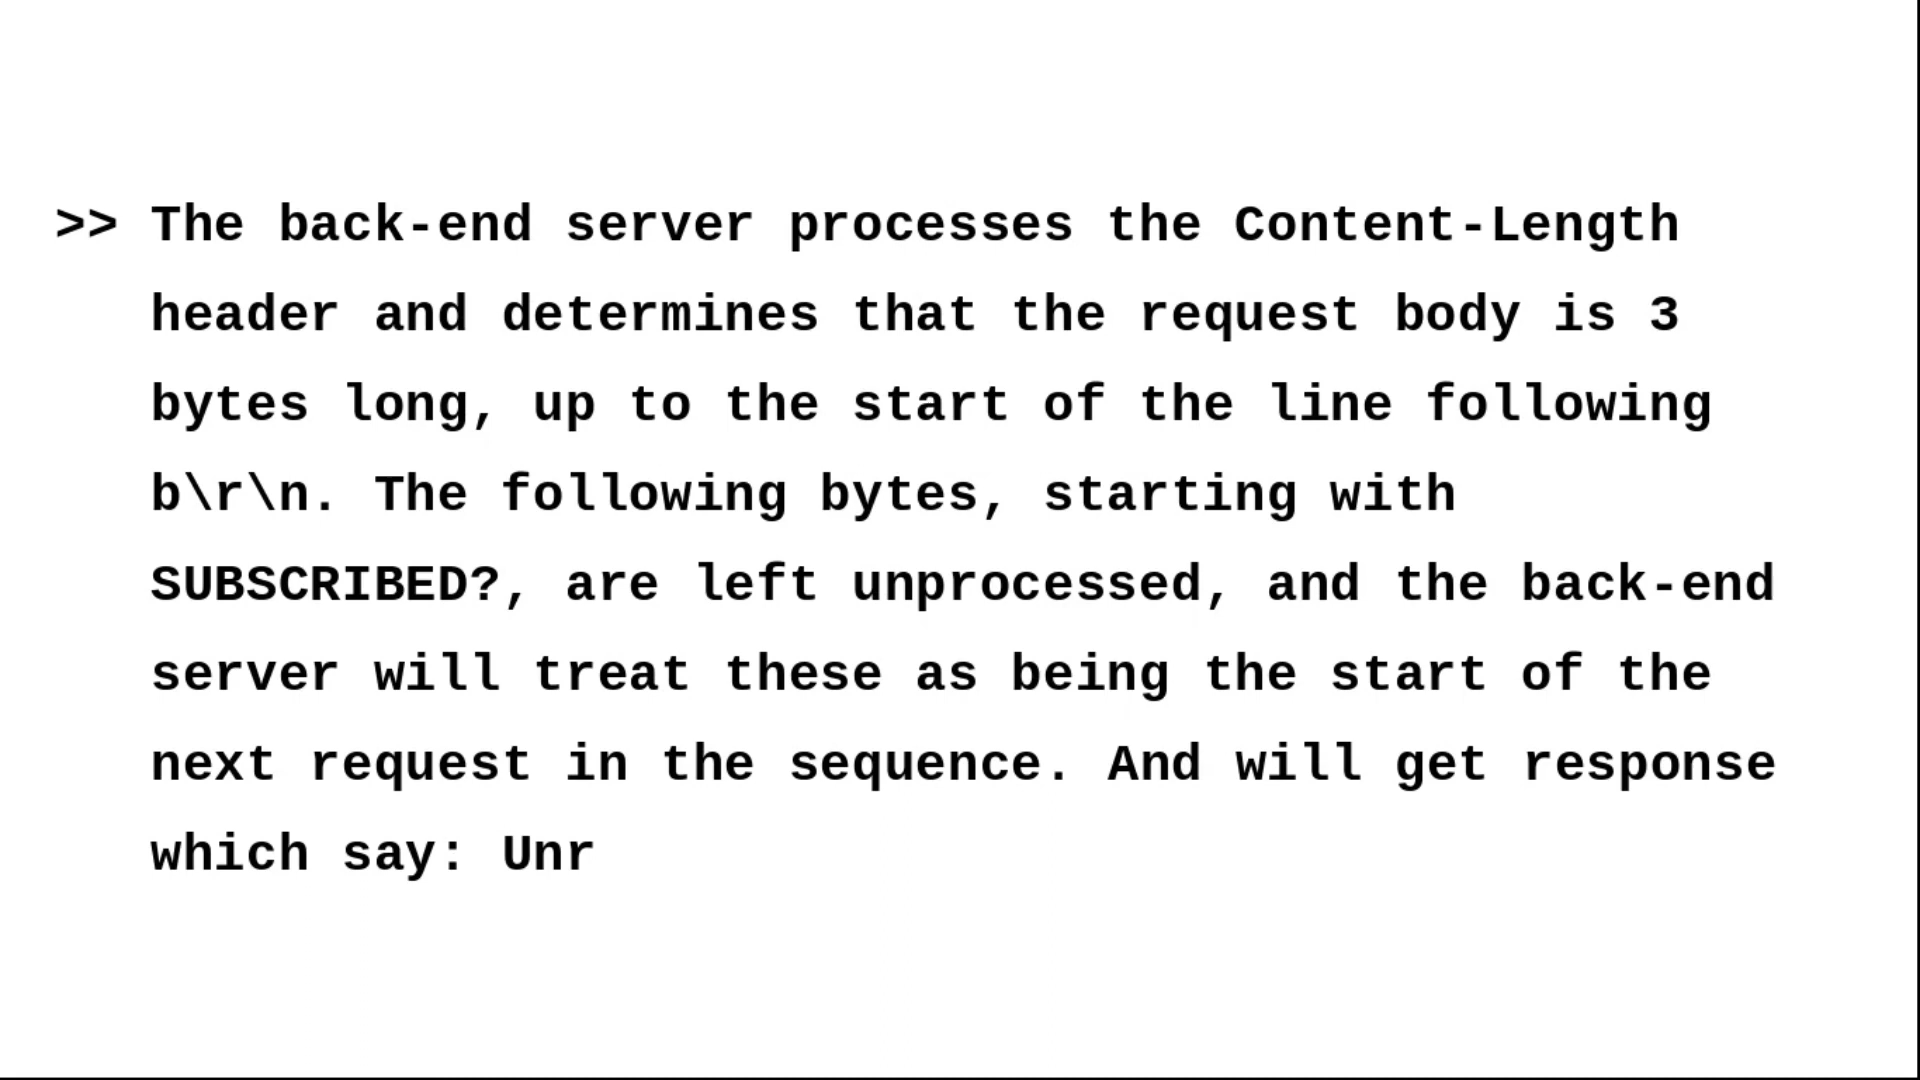 >> The back-end server processes the Content-Length
header and determines that the request body is 3
bytes long, up to the start of the line following
b\r\n. The following bytes, starting with
SUBSCRIBED?, are left unprocessed, and the back-end
server will treat these as being the start of the
next request in the sequence. And will get response
which say: Unr